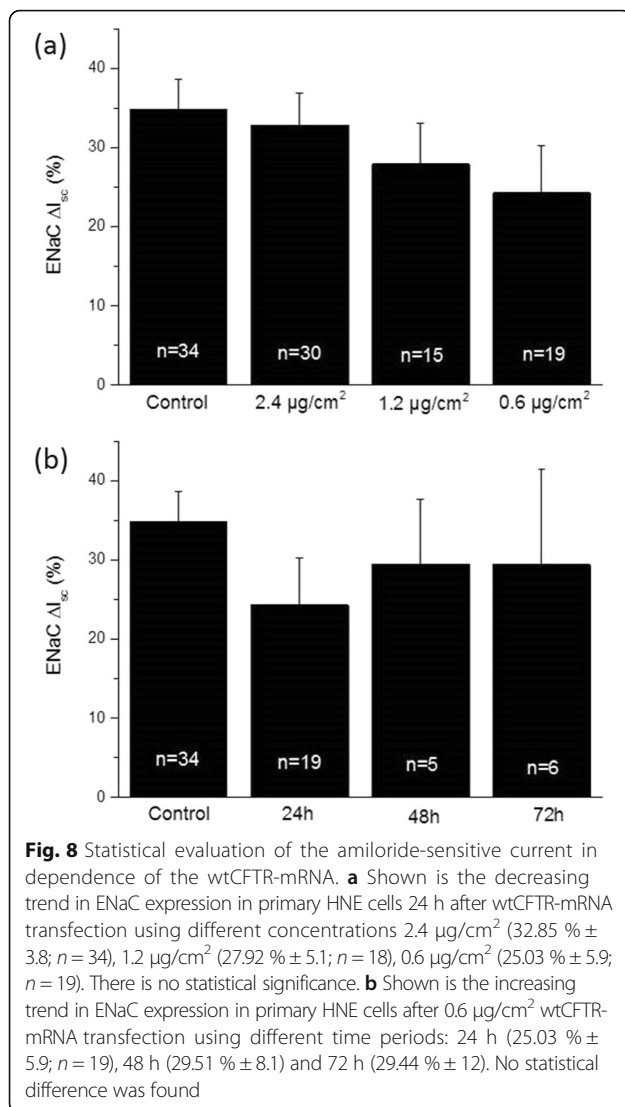 (a)
40
30
20
10
0
ENaC ΔI_sc (%)
n=34
n=30
n=15
n=19
Control
2.4 µg/cm²
1.2 µg/cm²
0.6 µg/cm²
(b)
40
30
20
10
0
ENaC ΔI_sc (%)
n=34
n=19
n=5
n=6
Control
24h
48h
72h
Fig. 8 Statistical evaluation of the amiloride-sensitive current in
dependence of the wtCFTR-mRNA. a Shown is the decreasing
trend in ENaC expression in primary HNE cells 24 h after wtCFTR-mRNA
transfection using different concentrations 2.4 µg/cm² (32.85 % ±
3.8; n = 34), 1.2 µg/cm² (27.92 % ± 5.1; n = 18), 0.6 µg/cm² (25.03 % ± 5.9;
n = 19). There is no statistical significance. b Shown is the increasing
trend in ENaC expression in primary HNE cells after 0.6 µg/cm² wtCFTR-
mRNA transfection using different time periods: 24 h (25.03 % ±
5.9; n = 19), 48 h (29.51 % ± 8.1) and 72 h (29.44 % ± 12). No statistical
difference was found